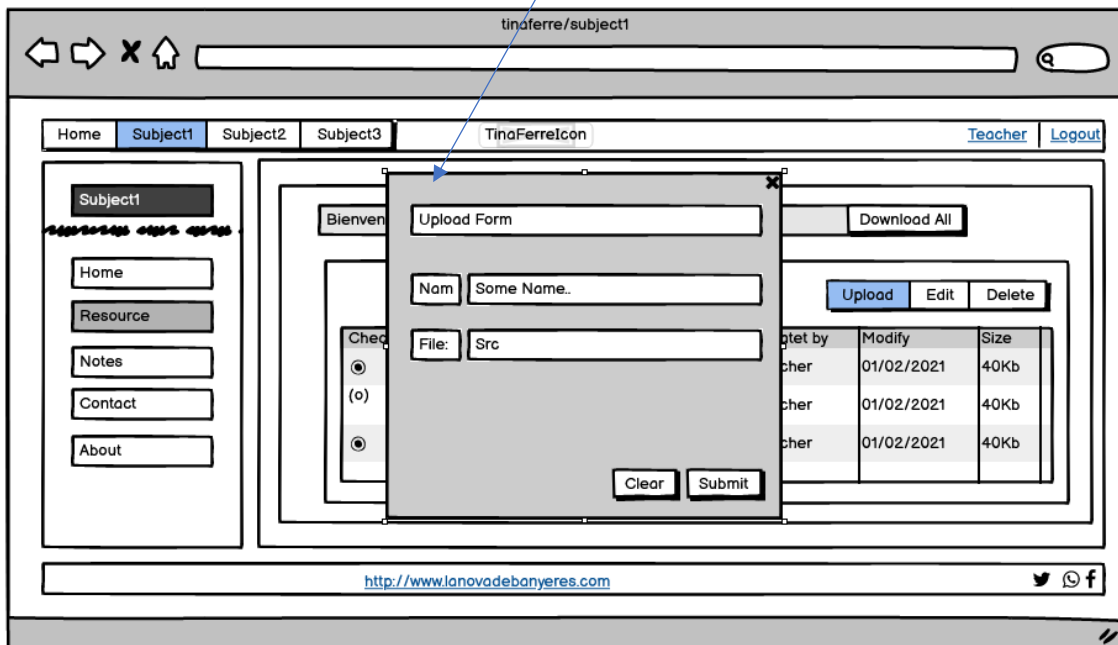 tinaferre/subject1
Home Subject1 Subject2 Subject3 TinaFerreIcon Teacher Logout
Subject1
Home
Resource
Notes
Contact
About
Bienven
Download All
Upload Edit Delete
Chec
tet by Modify Size
cher 01/02/2021 40Kb
(o)
cher 01/02/2021 40Kb
cher 01/02/2021 40Kb
Upload Form
Nam Some Name..
File: Src
Clear Submit
http://www.lanovadebanyeres.com